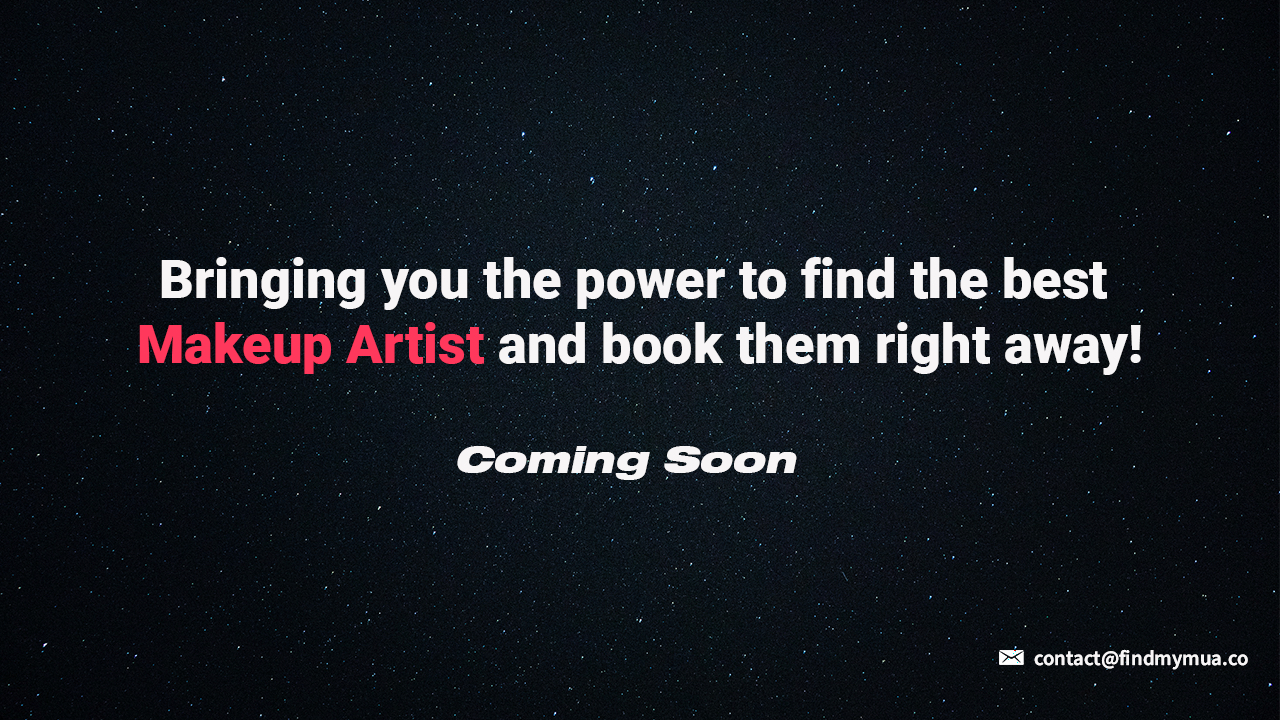 Bringing you the power to find the best
Makeup Artist and book them right away!
Coming Soon
contact@findmymua.co